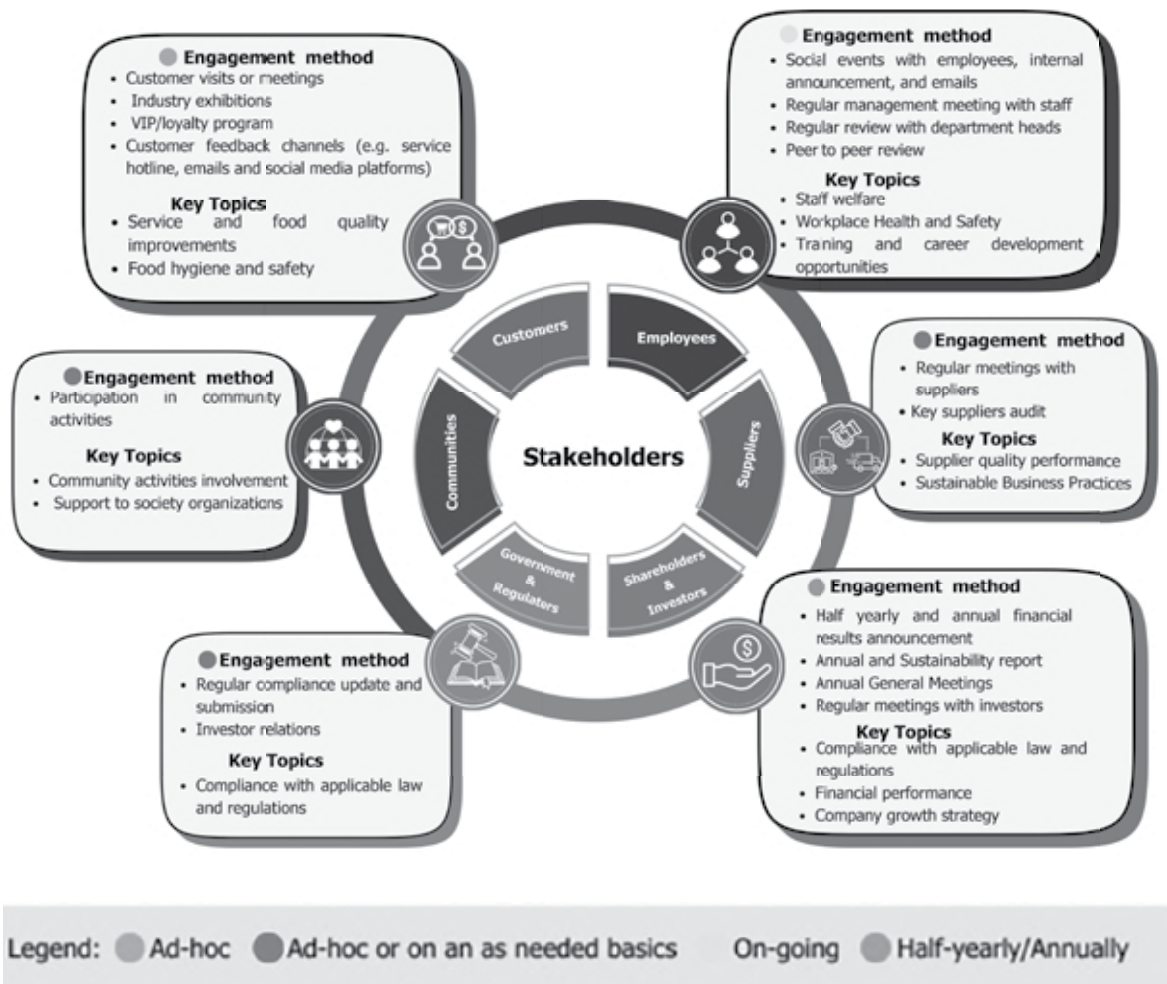 Engagement method
• Customer visits or meetings
• Industry exhibitions
• VIP/loyalty program
• Customer feedback channels (e.g. service
hotline, emails and social media platforms)
Key Topics
• Service and food quality
improvements
• Food hygiene and safety
Engagement method
• Social events with employees, internal
announcement, and emails
• Regular management meeting with staff
• Regular review with department heads
• Peer to peer review
Key Topics
• Staff welfare
• Workplace Health and Safety
• Training and career development
opportunities
Engagement method
• Participation in community
activities
Key Topics
• Community activities involvement
• Support to society organizations
Engagement method
• Regular meetings with
suppliers
• Key suppliers audit
Key Topics
• Supplier quality performance
• Sustainable Business Practices
Customers
Employees
Communities
Stakeholders
Suppliers
Government
&
Regulaters
Shareholders
&
Investors
Engagement method
• Regular compliance update and
submission
• Investor relations
Key Topics
• Compliance with applicable law
and regulations
Engagement method
• Half yearly and annual financial
results announcement
• Annual and Sustainability report
• Annual General Meetings
• Regular meetings with investors
Key Topics
• Compliance with applicable law and
regulations
• Financial performance
• Company growth strategy
$
$
Legend: Ad-hoc Ad-hoc or on an as needed basics On-going Half-yearly/Annually